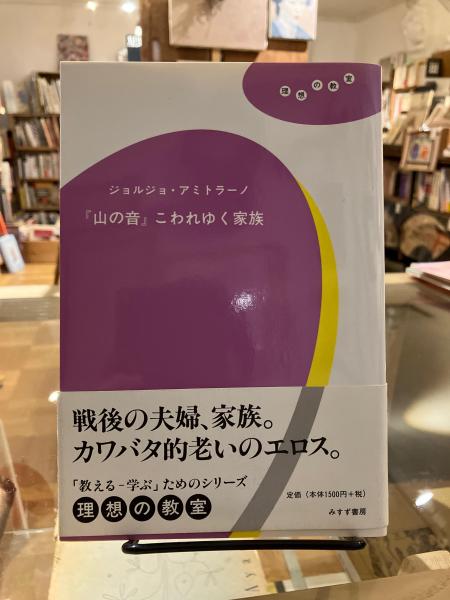 理想の教室
ジョルジョ・アミトラーノ
『山の音』こわれゆく家族
戦後の夫婦、家族。
カワバタ的老いのエロス。
「教える–学ぶ」ためのシリーズ
理想の教室
定価（本体1500円＋税）
みすず書房